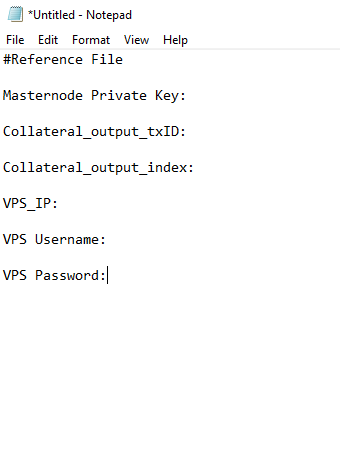 *Untitled - Notepad
File Edit Format View Help
#Reference File
Masternode Private Key:
Collateral_output_txID:
Collateral_output_index:
VPS_IP:
VPS Username:
VPS Password: